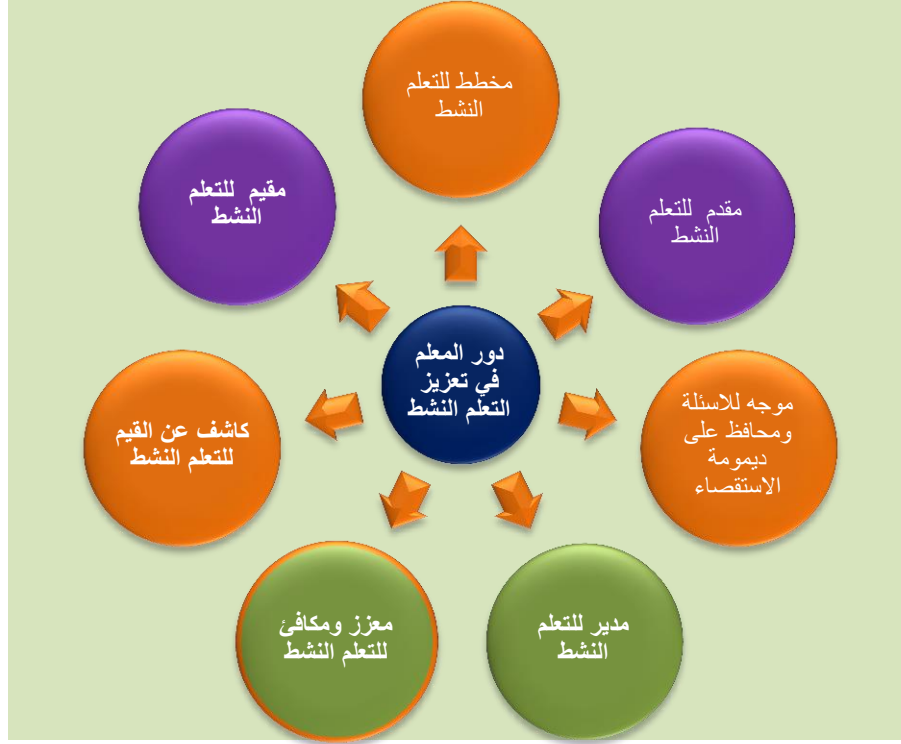 دور المعلم
في تعزيز
التعلم النشط
مخطط للتعلم
النشط
مقدم للتعلم
النشط
موجه للاسئلة
ومحافظ على
ديمومة
الاستقصاء
مدير للتعلم
النشط
معزز ومكافئ
للتعلم النشط
كاشف عن القيم
للتعلم النشط
مقيم للتعلم
النشط